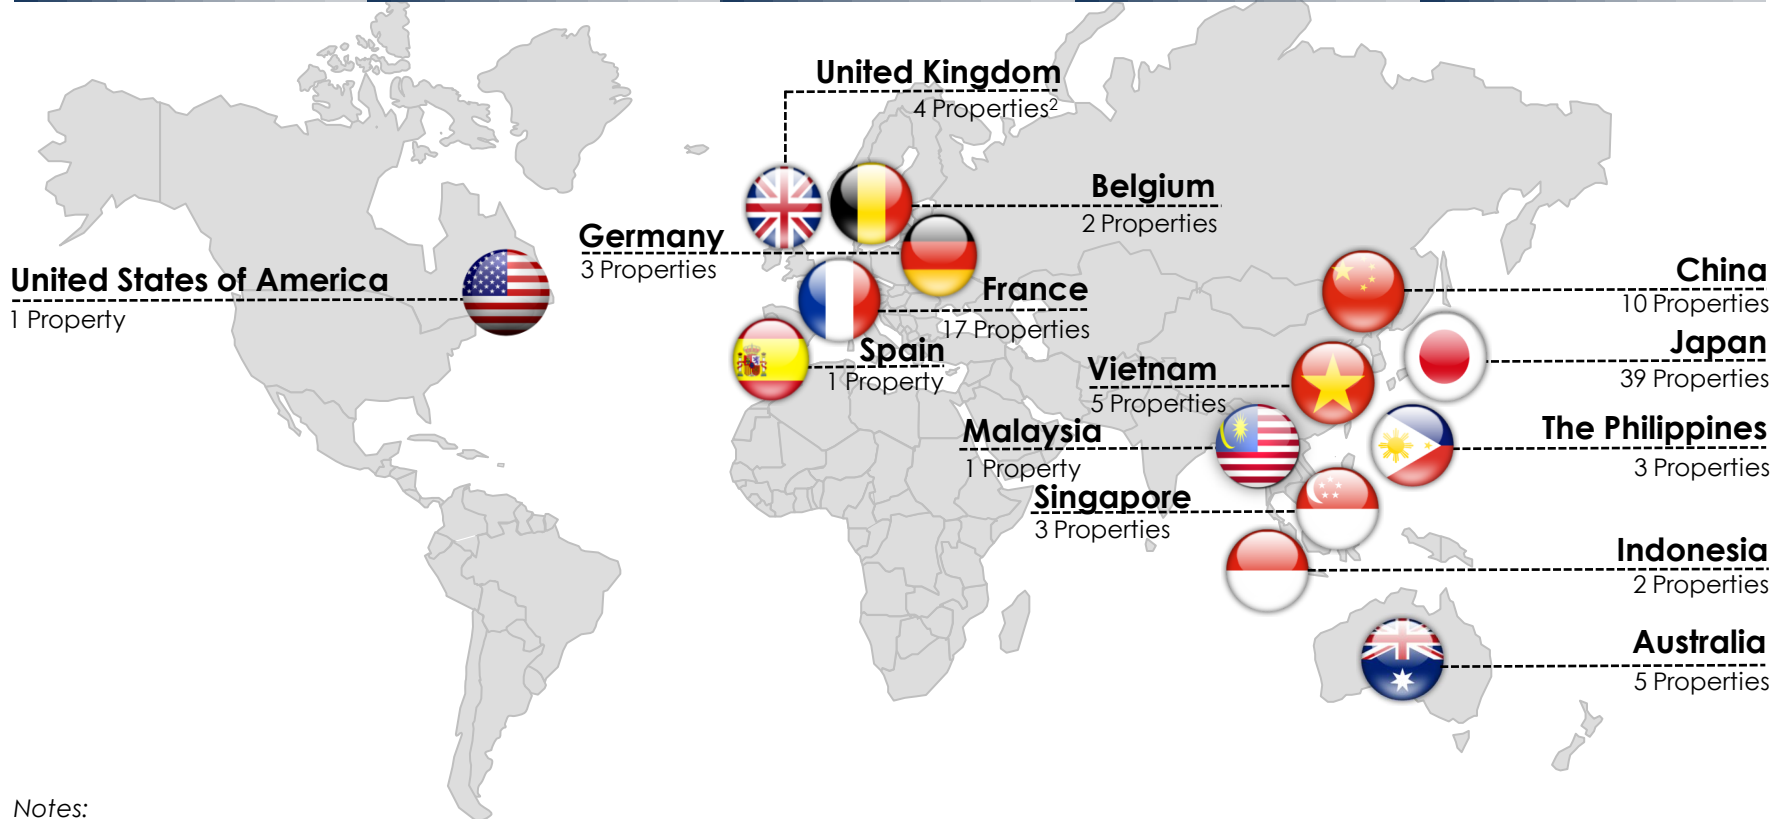 United Kingdom
4 Properties²
Belgium
2 Properties
Germany
3 Properties
United States of America
1 Property
France
17 Properties
Spain
1 Property
China
10 Properties
Japan
39 Properties
Vietnam
5 Properties
Malaysia
1 Property
The Philippines
3 Properties
Singapore
3 Properties
Indonesia
2 Properties
Australia
5 Properties
Notes: